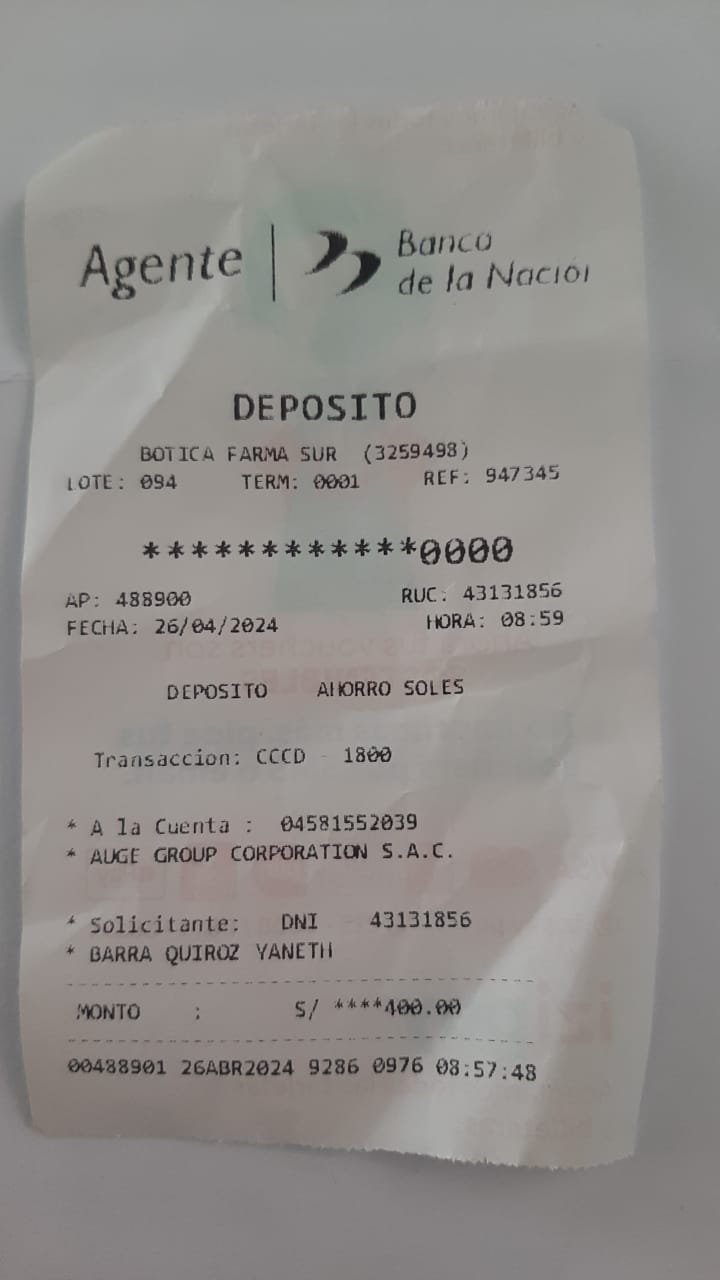 Agente | Banco
de la Nación
DEPOSITO
BOTICA FARMA SUR (3259498)
LOTE: 094 TERM: 0001 REF: 947345
************0000
AP: 488900 RUC: 43131856
FECHA: 26/04/2024 HORA: 08:59
DEPOSITO AHORRO SOLES
Transaccion: CCCD - 1800
* A la Cuenta : 04581552039
* AUGE GROUP CORPORATION S.A.C.
* Solicitante: DNI - 43131856
* BARRA QUIROZ YANETH
MONTO : S/ ****400.00
00488901 26ABR2024 9286 0976 08:57:48